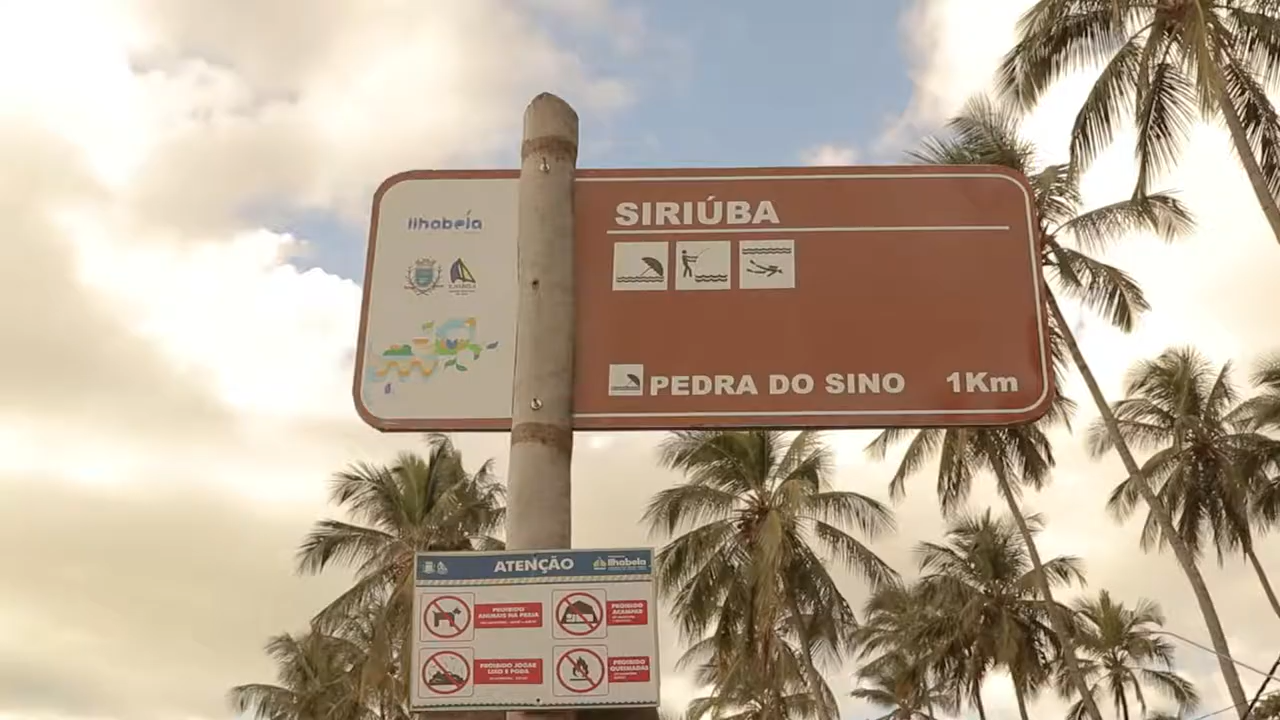 ilhabela
SIRIÚBA
PEDRA DO SINO 1Km
ATENÇÃO
Ilhabela
PROIBIDO
ANIMAIS NA PRAIA
PROIBIDO
ACAMPAR
PROIBIDO JOGAR
LIXO E PODA
PROIBIDO
QUEIMADAS